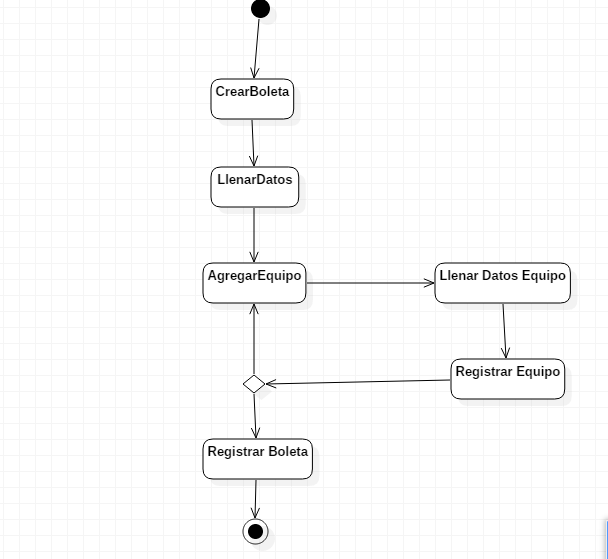 CrearBoleta
LlenarDatos
AgregarEquipo
Llenar Datos Equipo
Registrar Equipo
Registrar Boleta